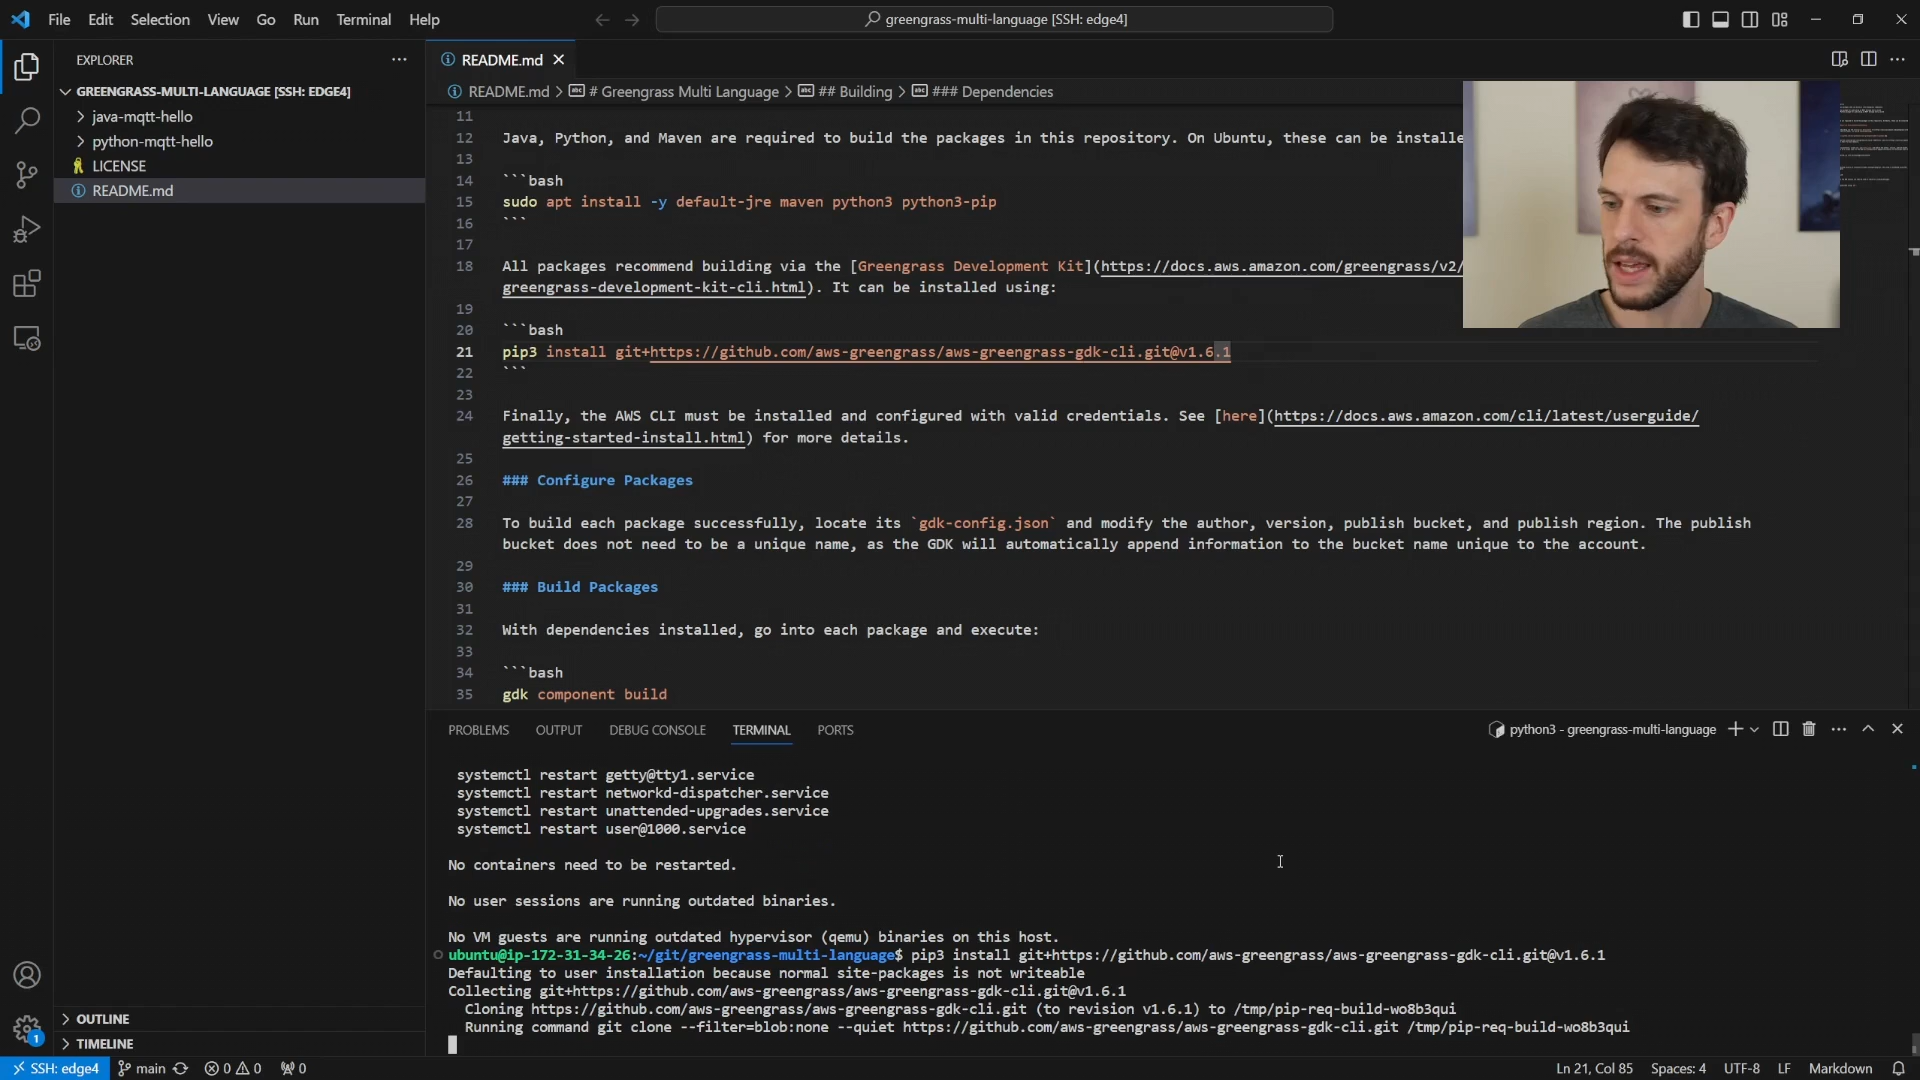 File Edit Selection View Go Run Terminal Help
greengrass-multi-language [SSH: edge4]
EXPLORER
GREENGRASS-MULTI-LANGUAGE [SSH: EDGE4]
java-mqtt-hello
python-mqtt-hello
LICENSE
README.md
OUTLINE
TIMELINE
README.md
README.md > # Greengrass Multi Language > ## Building > ### Dependencies
11
12 Java, Python, and Maven are required to build the packages in this repository. On Ubuntu, these can be installe
13
14 ```bash
15 sudo apt install -y default-jre maven python3 python3-pip
16 ```
17
18 All packages recommend building via the [Greengrass Development Kit](https://docs.aws.amazon.com/greengrass/v2/
greengrass-development-kit-cli.html). It can be installed using:
19
20 ```bash
21 pip3 install git+https://github.com/aws-greengrass/aws-greengrass-gdk-cli.git@v1.6.1
22 ```
23
24 Finally, the AWS CLI must be installed and configured with valid credentials. See [here](https://docs.aws.amazon.com/cli/latest/userguide/
getting-started-install.html) for more details.
25
26 ### Configure Packages
27
28 To build each package successfully, locate its `gdk-config.json` and modify the author, version, publish bucket, and publish region. The publish
bucket does not need to be a unique name, as the GDK will automatically append information to the bucket name unique to the account.
29
30 ### Build Packages
31
32 With dependencies installed, go into each package and execute:
33
34 ```bash
35 gdk component build
PROBLEMS OUTPUT DEBUG CONSOLE TERMINAL PORTS
python3 - greengrass-multi-language
systemctl restart getty@tty1.service
systemctl restart networkd-dispatcher.service
systemctl restart unattended-upgrades.service
systemctl restart user@1000.service
No containers need to be restarted.
No user sessions are running outdated binaries.
No VM guests are running outdated hypervisor (qemu) binaries on this host.
ubuntu@ip-172-31-34-26:~/git/greengrass-multi-language$ pip3 install git+https://github.com/aws-greengrass/aws-greengrass-gdk-cli.git@v1.6.1
Defaulting to user installation because normal site-packages is not writeable
Collecting git+https://github.com/aws-greengrass/aws-greengrass-gdk-cli.git@v1.6.1
Cloning https://github.com/aws-greengrass/aws-greengrass-gdk-cli.git (to revision v1.6.1) to /tmp/pip-req-build-wo8b3qui
Running command git clone --filter=blob:none --quiet https://github.com/aws-greengrass/aws-greengrass-gdk-cli.git /tmp/pip-req-build-wo8b3qui
1
SSH: edge4 main 0 0 0 Ln 21, Col 85 Spaces: 4 UTF-8 LF Markdown